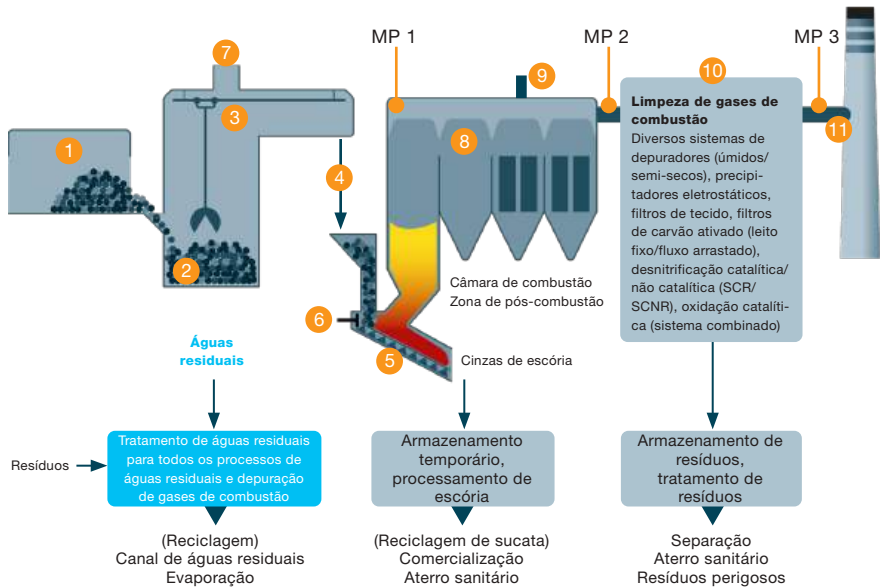 MP 1
MP 2
MP 3
7
9
10
3
1
8
11
4
2
6
5
Limpeza de gases de
combustão
Diversos sistemas de
depuradores (úmidos/
semi-secos), precipi-
tadores eletrostáticos,
filtros de tecido, filtros
de carvão ativado (leito
fixo/fluxo arrastado),
desnitrificação catalítica/
não catalítica (SCR/
SCNR), oxidação catalíti-
ca (sistema combinado)
Câmara de combustão
Zona de pós-combustão
Cinzas de escória
Águas
residuais
Resíduos
Tratamento de águas residuais
para todos os processos de
águas residuais e depuração
de gases de combustão
(Reciclagem)
Canal de águas residuais
Evaporação
Armazenamento
temporário,
processamento de
escória
(Reciclagem de sucata)
Comercialização
Aterro sanitário
Armazenamento de
resíduos,
tratamento de
resíduos
Separação
Aterro sanitário
Resíduos perigosos